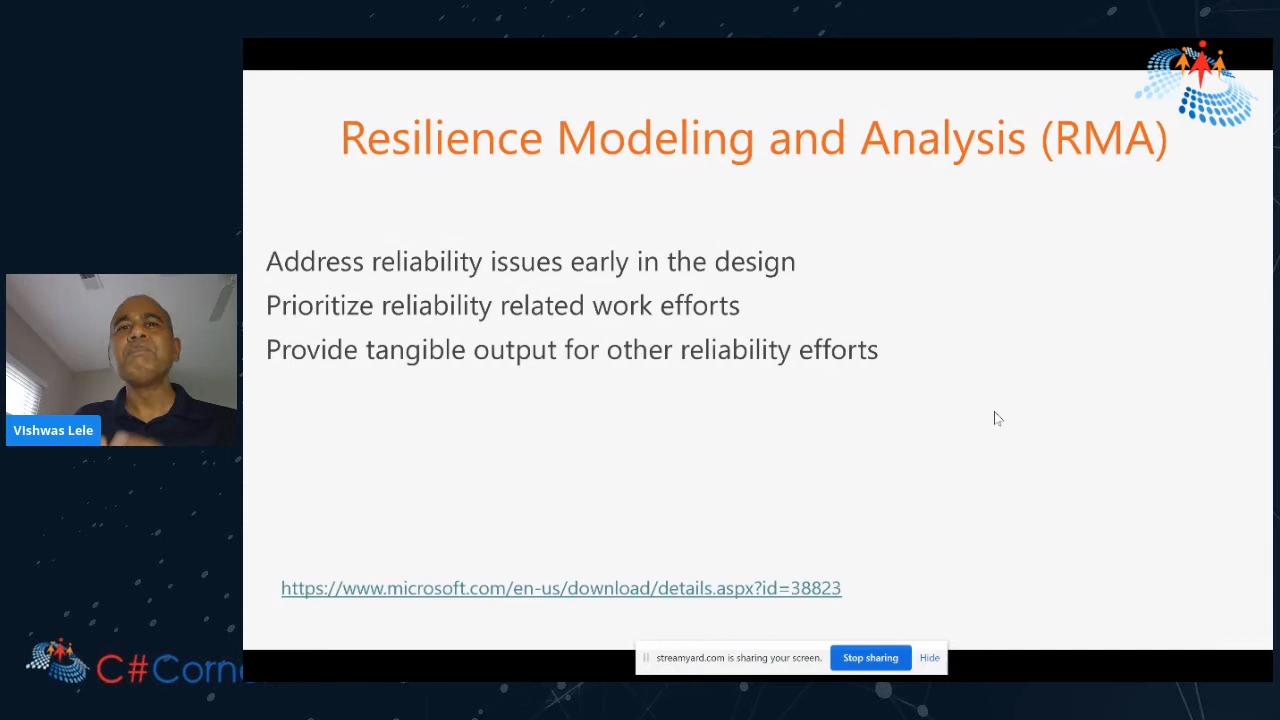 Resilience Modeling and Analysis (RMA)
Address reliability issues early in the design
Prioritize reliability related work efforts
Provide tangible output for other reliability efforts
VIshwas Lele
https://www.microsoft.com/en-us/download/details.aspx?id=38823
streamyard.com is sharing your screen. Stop sharing Hide
C#Corne